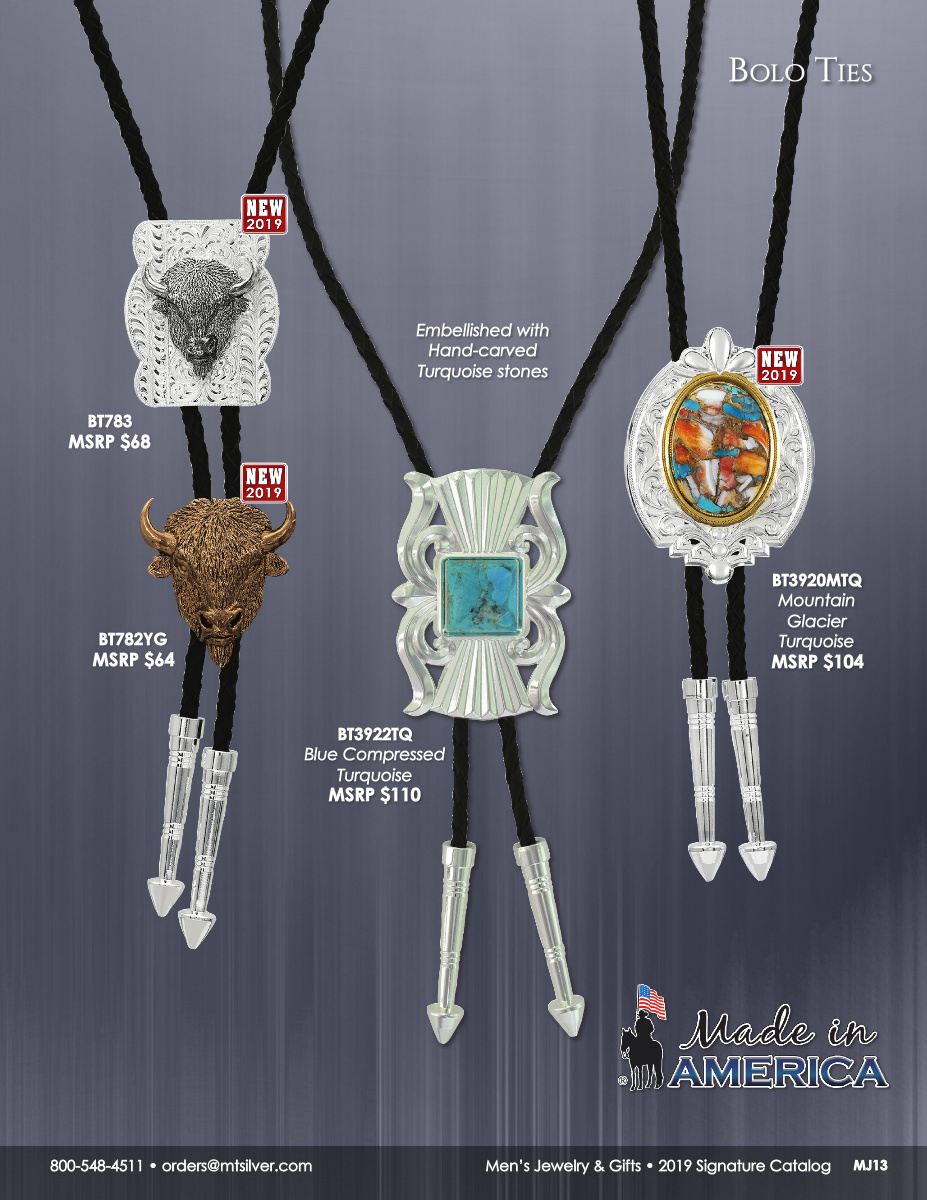 BOLO TIES
NEW
2019
Embellished with
Hand-carved
Turquoise stones
NEW
2019
BT783
MSRP $68
NEW
2019
BT3920MTQ
Mountain
Glacier
Turquoise
MSRP $104
BT782YG
MSRP $64
BT3922TQ
Blue Compressed
Turquoise
MSRP $110
Made in
® AMERICA
800-548-4511 • orders@mtsilver.com
Men's Jewelry & Gifts • 2019 Signature Catalog MJ13